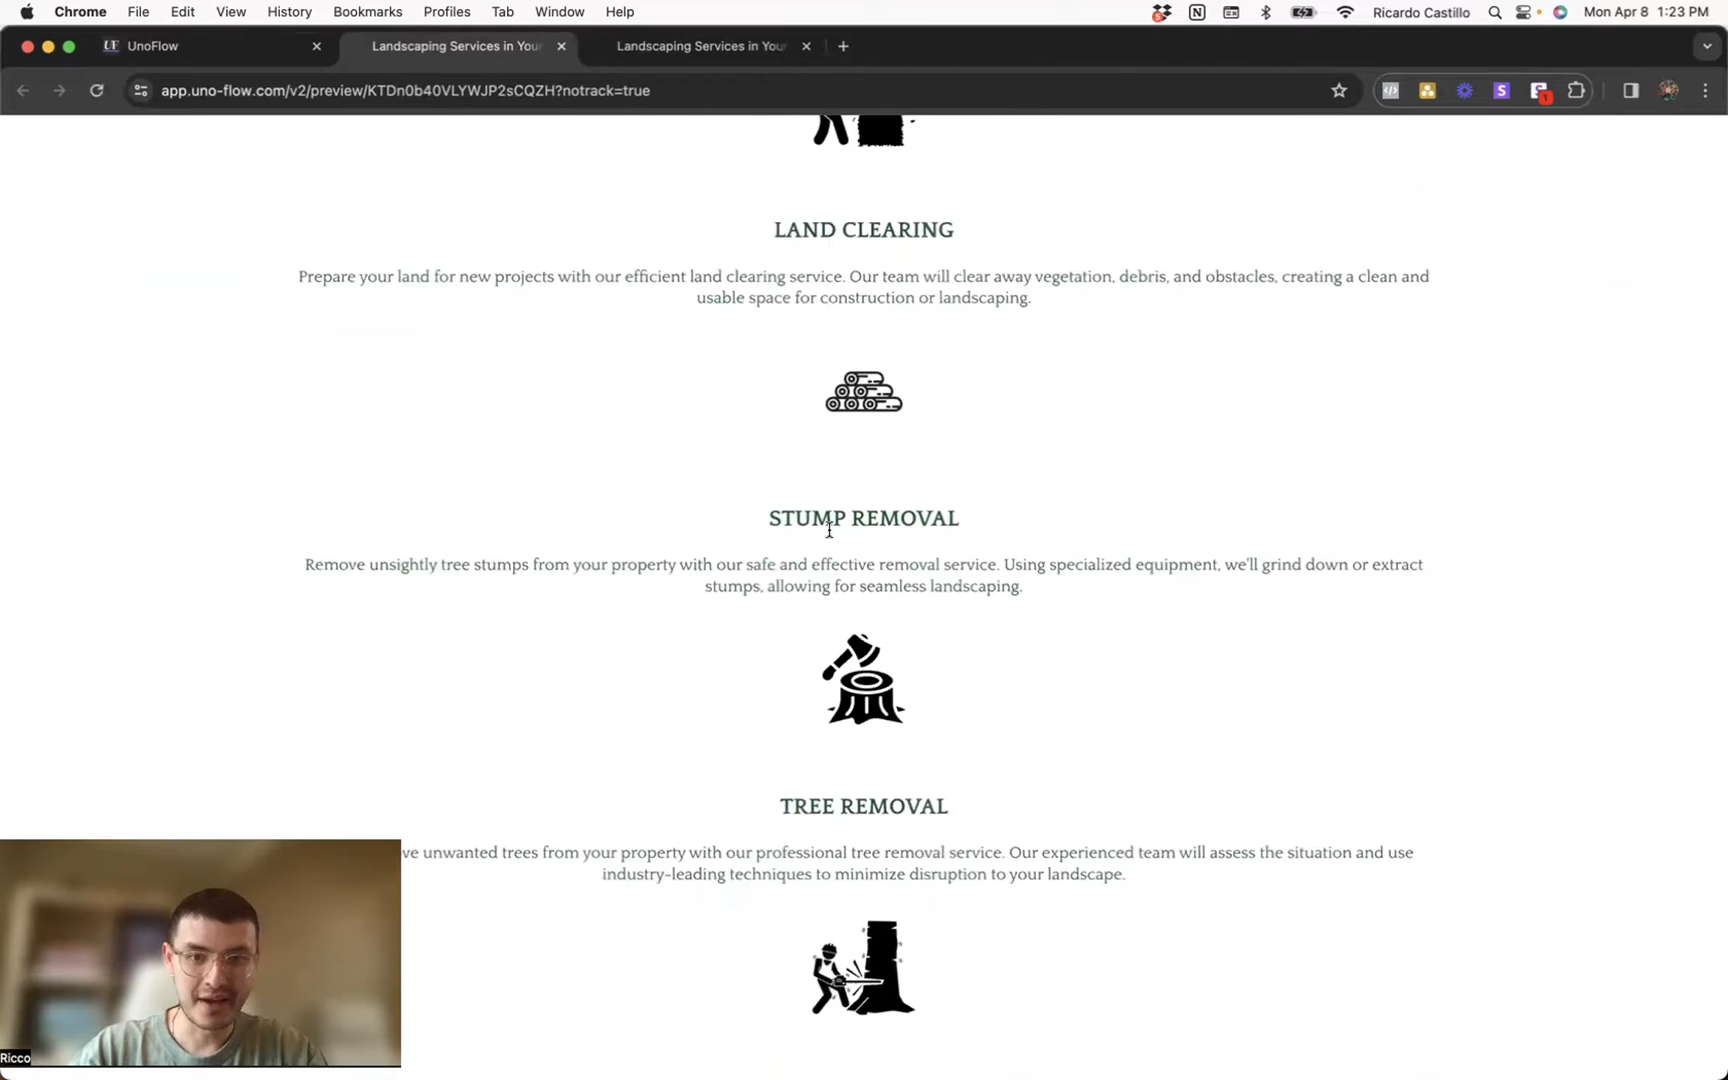 Chrome File Edit View History Bookmarks Profiles Tab Window Help
Ricardo Castillo Mon Apr 8 1:23 PM
UF UnoFlow
Landscaping Services in Your
Landscaping Services in Your
app.uno-flow.com/v2/preview/KTDn0b40VLYWJP2sCQZH?notrack=true
LAND CLEARING
Prepare your land for new projects with our efficient land clearing service. Our team will clear away vegetation, debris, and obstacles, creating a clean and
usable space for construction or landscaping.
STUMP REMOVAL
Remove unsightly tree stumps from your property with our safe and effective removal service. Using specialized equipment, we'll grind down or extract
stumps, allowing for seamless landscaping.
TREE REMOVAL
ve unwanted trees from your property with our professional tree removal service. Our experienced team will assess the situation and use
industry-leading techniques to minimize disruption to your landscape.
Ricco